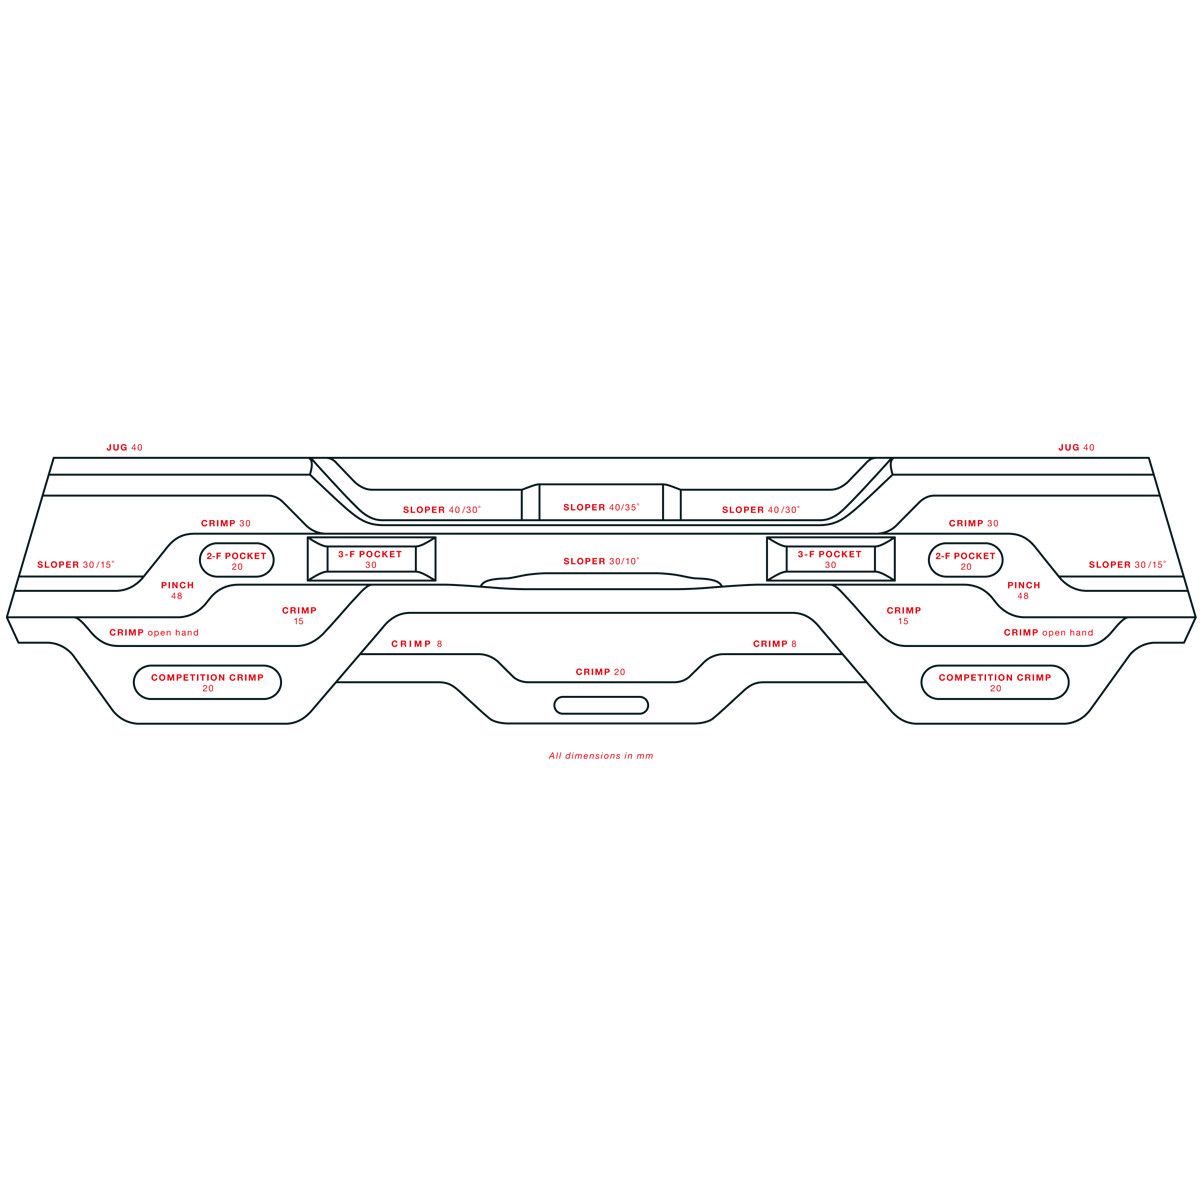 JUG 40
JUG 40
SLOPER 40/30°
SLOPER 40/35°
SLOPER 40/30°
CRIMP 30
CRIMP 30
2-F POCKET
20
3-F POCKET
30
SLOPER 30/10°
3-F POCKET
30
2-F POCKET
20
SLOPER 30/15°
SLOPER 30/15°
PINCH
48
PINCH
48
CRIMP
15
CRIMP
15
CRIMP open hand
CRIMP open hand
CRIMP 8
CRIMP 8
CRIMP 20
COMPETITION CRIMP
20
COMPETITION CRIMP
20
All dimensions in mm